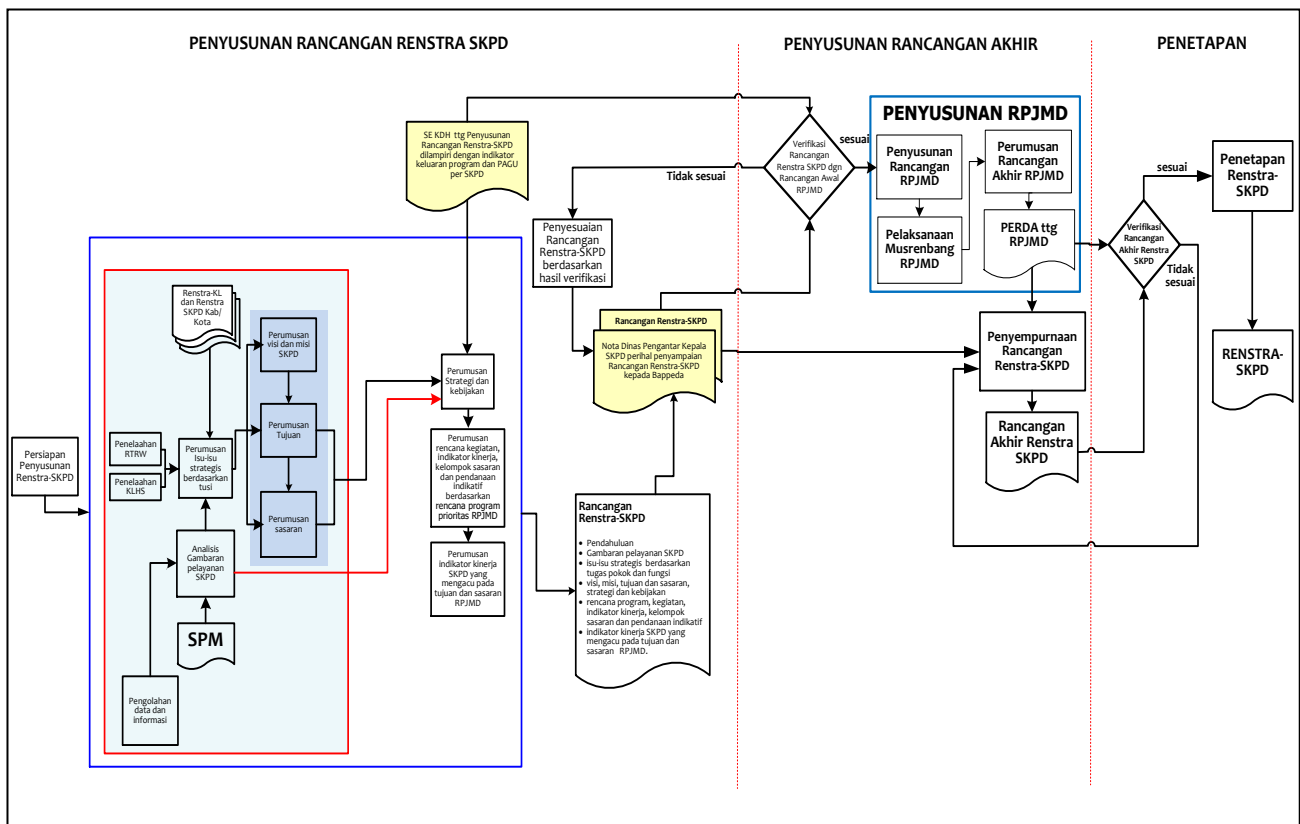 PENYUSUNAN RANCANGAN RENSTRA SKPD
PENYUSUNAN RANCANGAN AKHIR
PENETAPAN
SE KDH ttg Penyusunan
Rancangan Renstra-SKPD
dilampiri dengan indikator
keluaran program dan PAGU
per SKPD
Verifikasi
Rancangan
Renstra SKPD dgn
Rancangan Awal
RPJMD
sesuai
Tidak sesuai
PENYUSUNAN RPJMD
Penyusunan
Rancangan
RPJMD
Perumusan
Rancangan
Akhir RPJMD
Pelaksanaan
Musrenbang
RPJMD
PERDA ttg
RPJMD
Verifikasi
Rancangan
Akhir Renstra
SKPD
sesuai
Tidak
sesuai
Penetapan
Renstra-
SKPD
RENSTRA-
SKPD
Penyesuaian
Rancangan
Renstra-SKPD
berdasarkan
hasil verifikasi
Rancangan Renstra-SKPD
Nota Dinas Pengantar Kepala
SKPD perihal penyampaian
Rancangan Renstra-SKPD
kepada Bappeda
Penyempurnaan
Rancangan
Renstra-SKPD
Rancangan
Akhir Renstra
SKPD
Renstra-KL
dan Renstra
SKPD Kab/
Kota
Perumusan
visi dan misi
SKPD
Perumusan
Tujuan
Perumusan
sasaran
Perumusan
Strategi dan
kebijakan
Persiapan
Penyusunan
Renstra-SKPD
Penelaahan
RTRW
Penelaahan
KLHS
Perumusan
Isu-isu
strategis
berdasarkan
tusi
Analisis
Gambaran
pelayanan
SKPD
SPM
Pengolahan
data dan
informasi
Perumusan
rencana kegiatan,
indikator kinerja,
kelompok sasaran
dan pendanaan
indikatif berdasarkan
rencana program
prioritas RPJMD
Perumusan
indikator kinerja
SKPD yang
mengacu pada
tujuan dan sasaran
RPJMD
Rancangan
Renstra-SKPD
• Pendahuluan
• Gambaran pelayanan SKPD
• isu-isu strategis berdasarkan
tugas pokok dan fungsi
• visi, misi, tujuan dan sasaran,
strategi dan kebijakan
• rencana program, kegiatan,
indikator kinerja, kelompok
sasaran dan pendanaan indikatif
• indikator kinerja SKPD yang
mengacu pada tujuan dan
sasaran RPJMD.